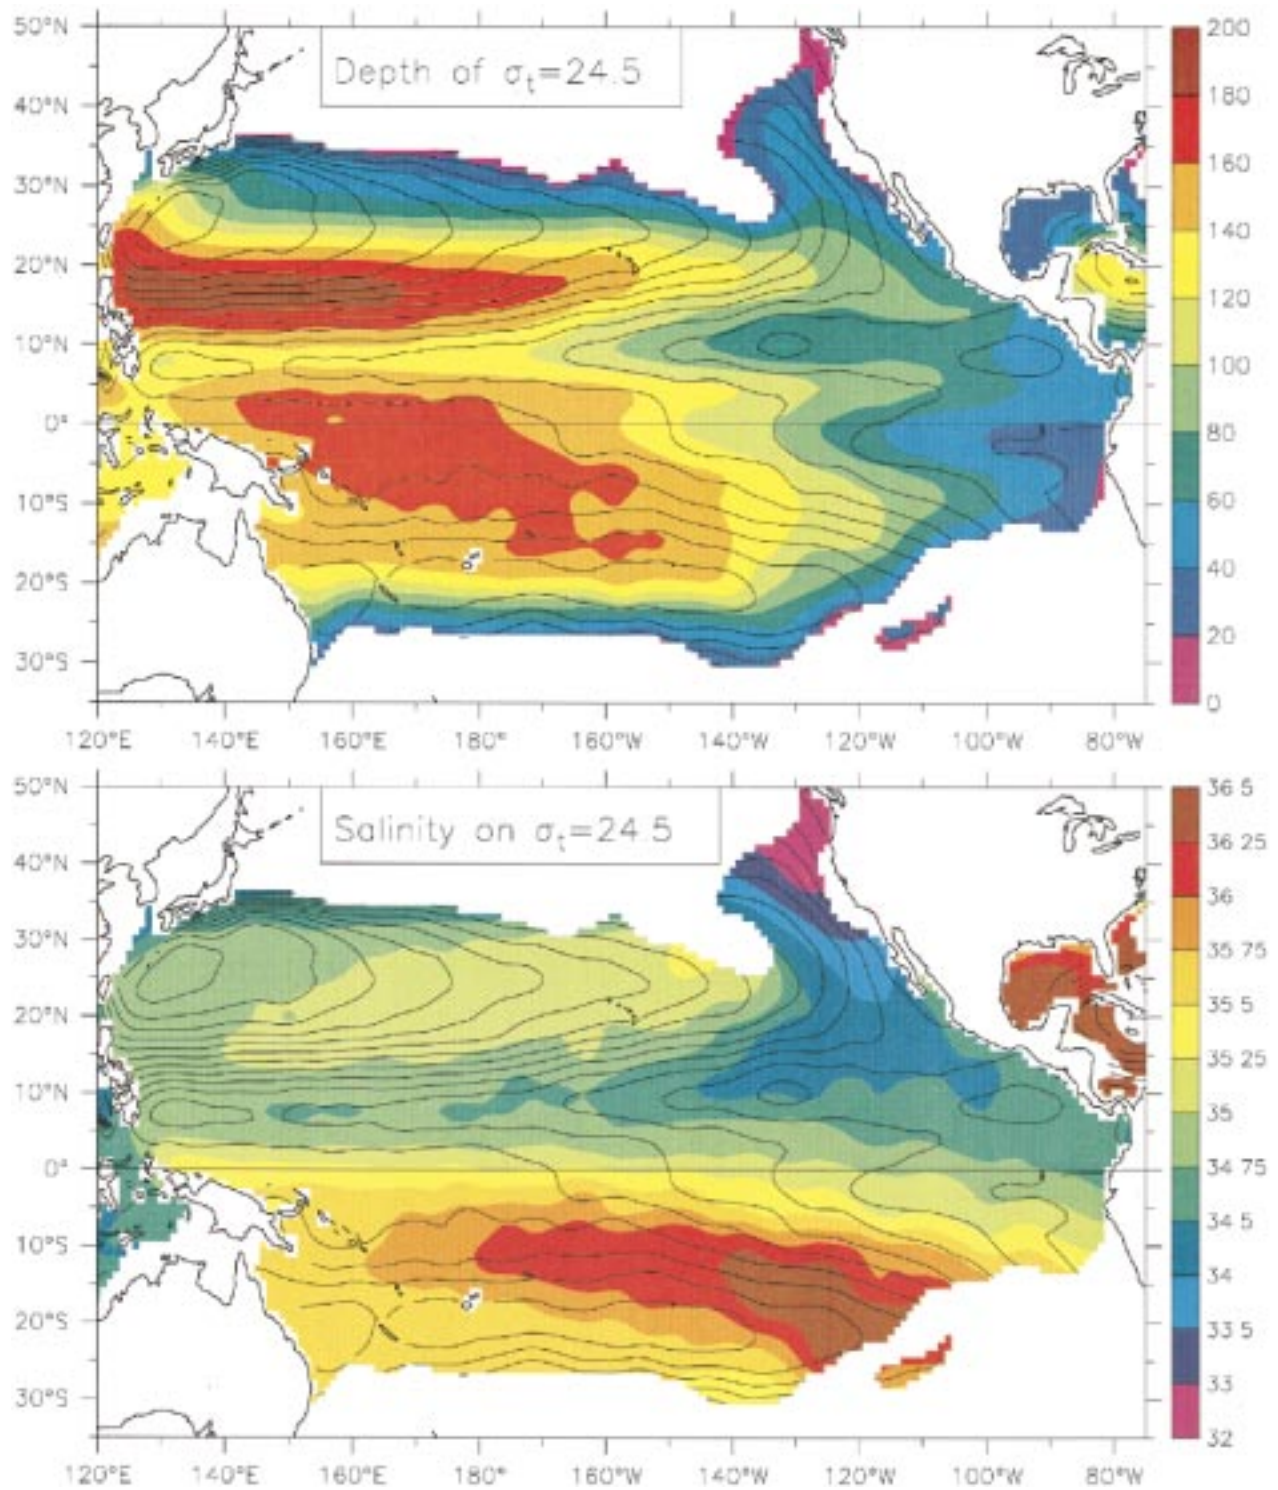 Depth of σt=24.5
50°N
40°N
30°N
20°N
10°N
0°
10°S
20°S
30°S
120°E 140°E 160°E 180° 160°W 140°W 120°W 100°W 80°W
200
180
160
140
120
100
80
60
40
20
0
Salinity on σt=24.5
50°N
40°N
30°N
20°N
10°N
0°
10°S
20°S
30°S
120°E 140°E 160°E 180° 160°W 140°W 120°W 100°W 80°W
36 5
36 25
36
35 75
35 5
35 25
35
34 75
34 5
34
33 5
33
32